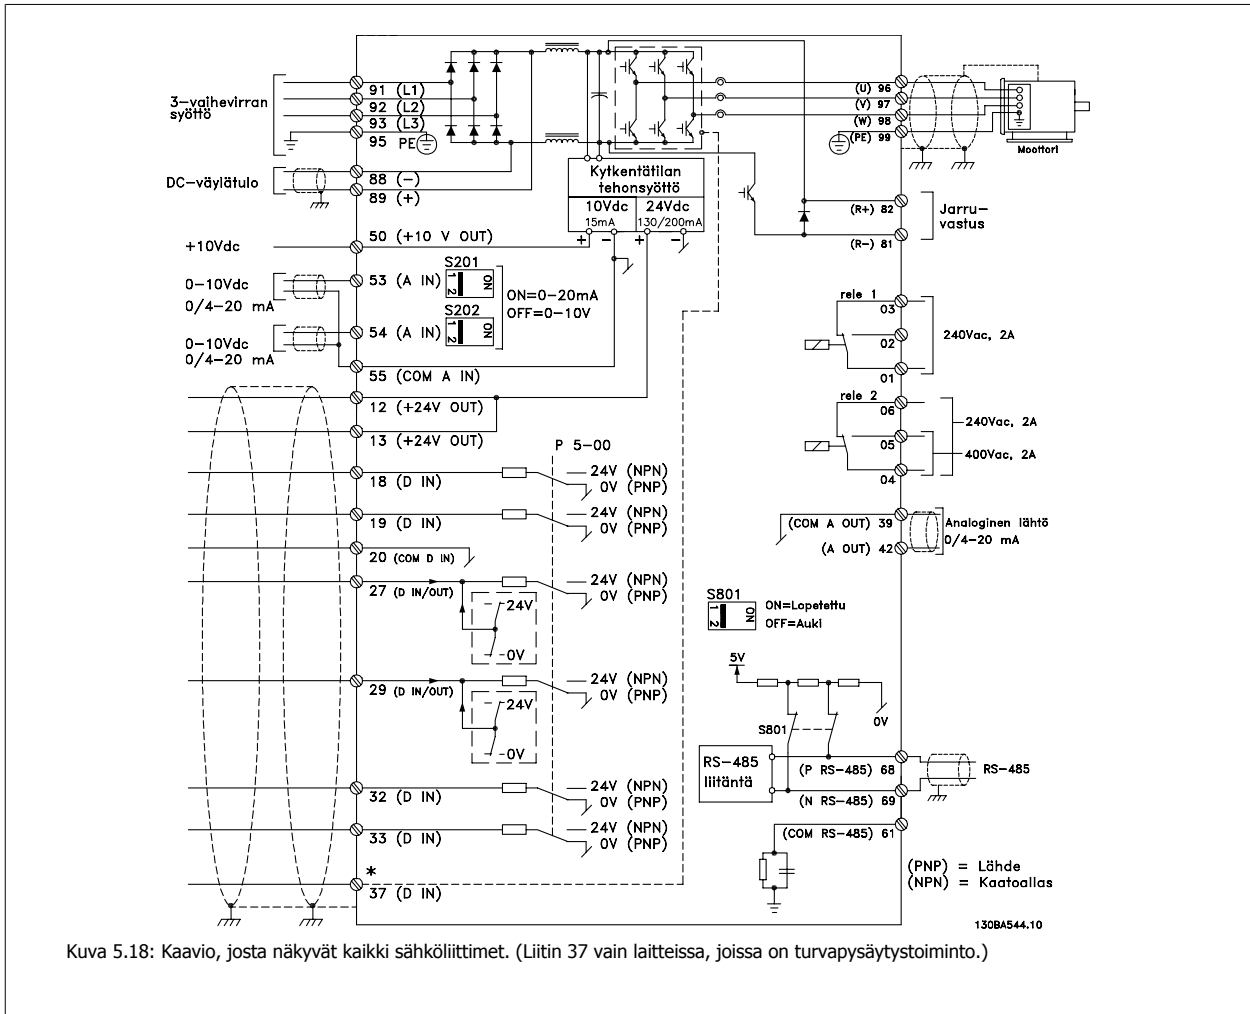 3-vaihevirran
syöttö
91 (L1)
92 (L2)
93 (L3)
95 PE
DC-väylätulo
88 (-)
89 (+)
+10Vdc
50 (+10 V OUT)
0-10Vdc
0/4-20 mA
53 (A IN)
S201
ON
1 2
ON=0-20mA
OFF=0-10V
0-10Vdc
0/4-20 mA
54 (A IN)
S202
ON
1 2
55 (COM A IN)
12 (+24V OUT)
13 (+24V OUT)
P 5-00
18 (D IN)
24V (NPN)
0V (PNP)
19 (D IN)
24V (NPN)
0V (PNP)
20 (COM D IN)
27 (D IN/OUT)
24V (NPN)
0V (PNP)
24V
0V
29 (D IN/OUT)
24V (NPN)
0V (PNP)
24V
0V
32 (D IN)
24V (NPN)
0V (PNP)
33 (D IN)
24V (NPN)
0V (PNP)
*
37 (D IN)
Kytkentätilan
tehonsyöttö
10Vdc
15mA
24Vdc
130/200mA
+ - + -
(U) 96
(V) 97
(W) 98
(PE) 99
Moottori
(R+) 82
(R-) 81
Jarru-
vastus
rele 1
03
02
01
240Vac, 2A
rele 2
06
05
04
240Vac, 2A
400Vac, 2A
(COM A OUT) 39
(A OUT) 42
Analoginen lähtö
0/4-20 mA
S801
ON
1 2
ON=Lopetettu
OFF=Auki
5V
0V
S801
RS-485
liitäntä
(P RS-485) 68
(N RS-485) 69
(COM RS-485) 61
RS-485
(PNP) = Lähde
(NPN) = Kaatoallas
130BA544.10
Kuva 5.18: Kaavio, josta näkyvät kaikki sähköliittimet. (Liitin 37 vain laitteissa, joissa on turvapysäytystoiminto.)